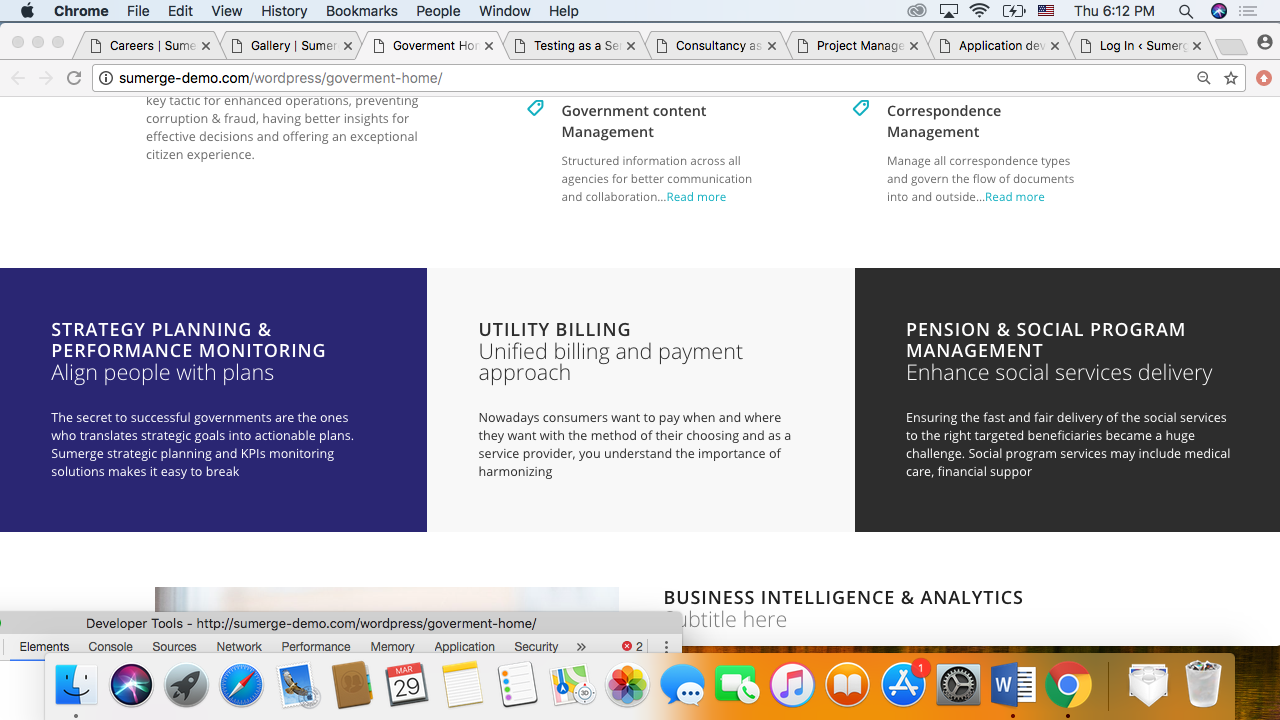 Chrome File Edit View History Bookmarks People Window Help Thu 6:12 PM
Careers | Sume Gallery | Sumer Goverment Hor Testing as a Ser Consultancy as Project Manage Application dev Log In ‹ Sumerg
sumerge-demo.com/wordpress/goverment-home/
key tactic for enhanced operations, preventing
corruption & fraud, having better insights for
effective decisions and offering an exceptional
citizen experience.
Government content
Management
Structured information across all
agencies for better communication
and collaboration...Read more
Correspondence
Management
Manage all correspondence types
and govern the flow of documents
into and outside...Read more
STRATEGY PLANNING &
PERFORMANCE MONITORING
Align people with plans
The secret to successful governments are the ones
who translates strategic goals into actionable plans.
Sumerge strategic planning and KPIs monitoring
solutions makes it easy to break
UTILITY BILLING
Unified billing and payment
approach
Nowadays consumers want to pay when and where
they want with the method of their choosing and as a
service provider, you understand the importance of
harmonizing
PENSION & SOCIAL PROGRAM
MANAGEMENT
Enhance social services delivery
Ensuring the fast and fair delivery of the social services
to the right targeted beneficiaries became a huge
challenge. Social program services may include medical
care, financial suppor
BUSINESS INTELLIGENCE & ANALYTICS
Subtitle here
Developer Tools - http://sumerge-demo.com/wordpress/goverment-home/
Elements Console Sources Network Performance Memory Application Security » 2
MAR
29
3D
1
W